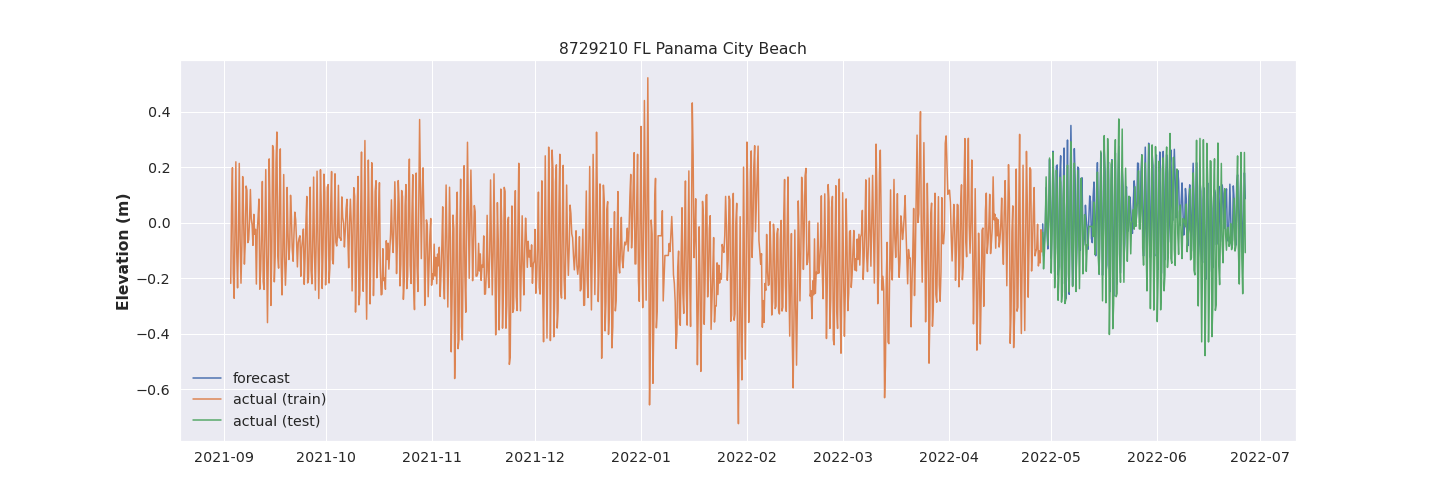 8729210 FL Panama City Beach
Elevation (m)
0.4
0.2
0.0
−0.2
−0.4
−0.6
forecast
actual (train)
actual (test)
2021-09 2021-10 2021-11 2021-12 2022-01 2022-02 2022-03 2022-04 2022-05 2022-06 2022-07